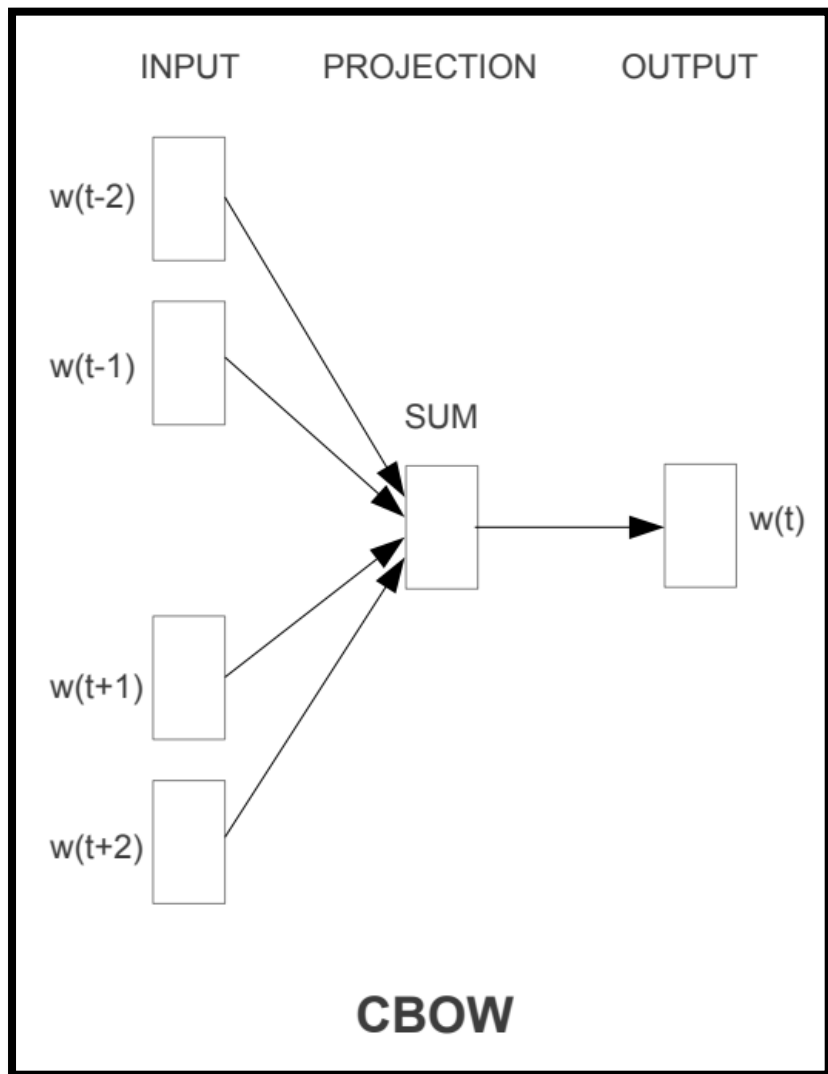 INPUT PROJECTION OUTPUT
w(t-2)
w(t-1)
SUM
w(t)
w(t+1)
w(t+2)
CBOW